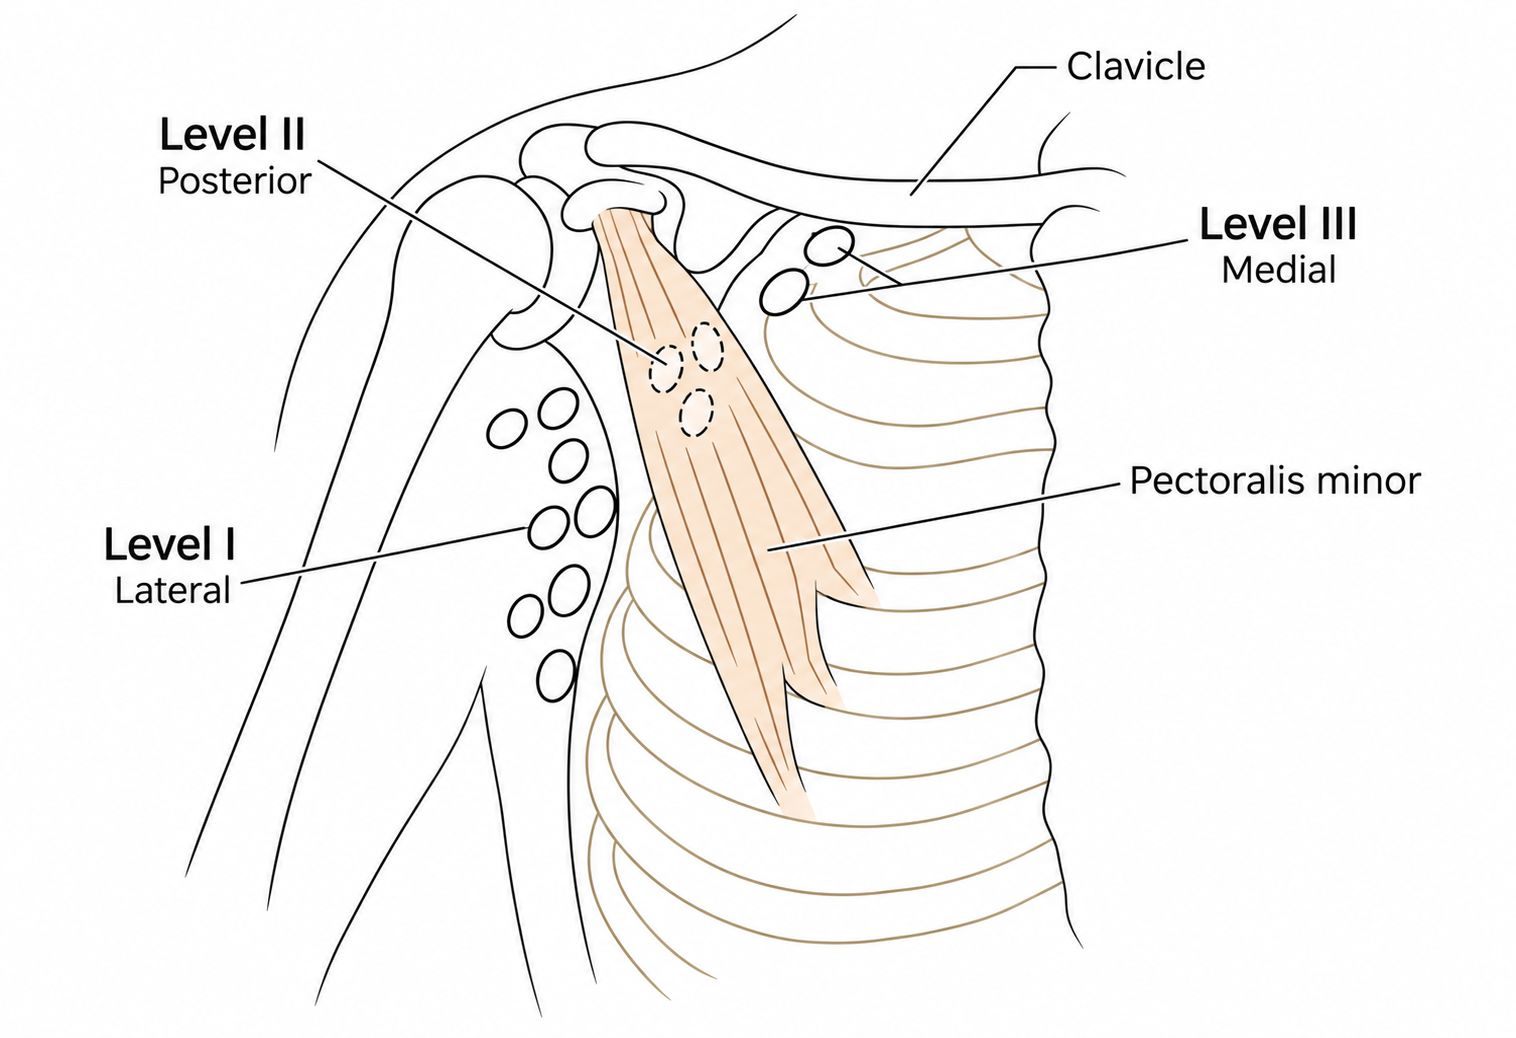 Clavicle
Level II
Posterior
Level III
Medial
Pectoralis minor
Level I
Lateral